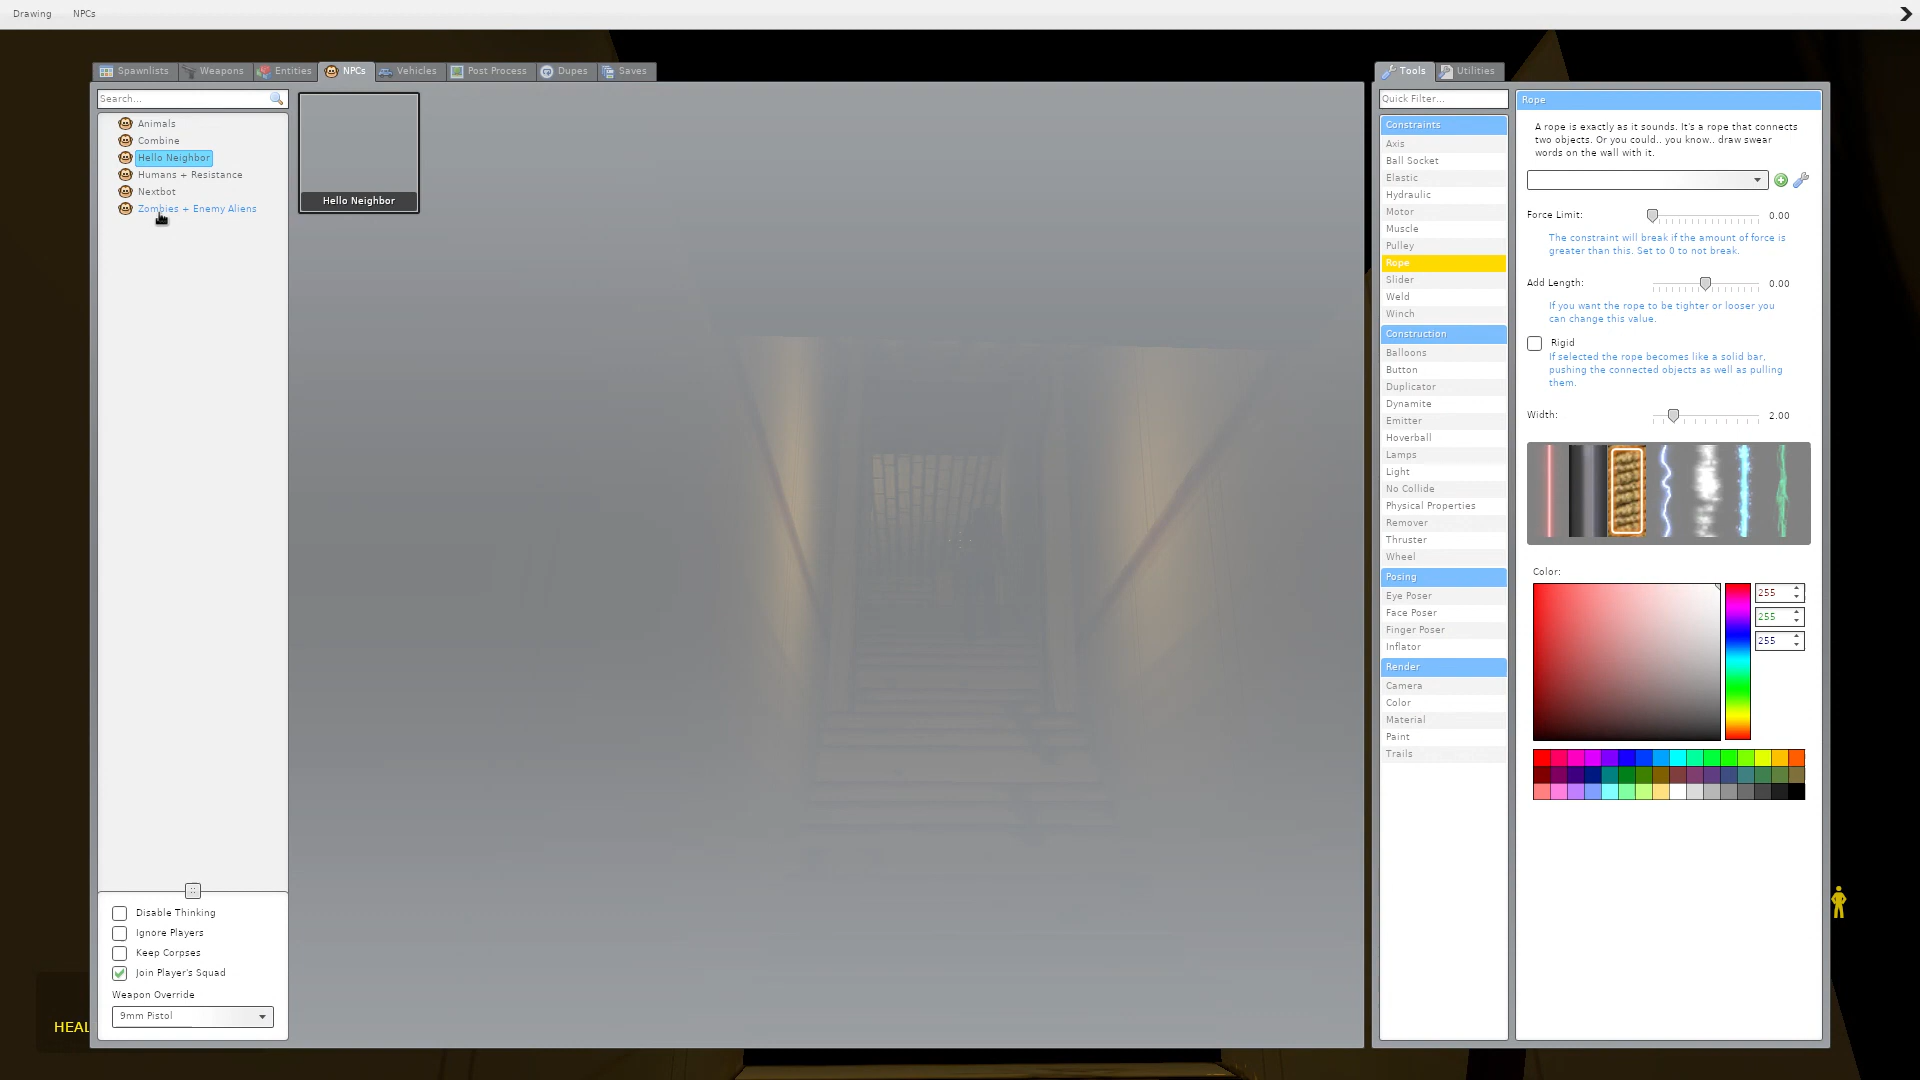 Drawing NPCs
Spawnlists Weapons Entities NPCs Vehicles Post Process Dupes Saves
Search...
Animals
Combine
Hello Neighbor
Humans + Resistance
Nextbot
Zombies + Enemy Aliens
Disable Thinking
Ignore Players
Keep Corpses
Join Player's Squad
Weapon Override
9mm Pistol
HEAL
Hello Neighbor
Tools Utilities
Quick Filter...
Constraints
Axis
Ball Socket
Elastic
Hydraulic
Motor
Muscle
Pulley
Rope
Slider
Weld
Winch
Construction
Balloons
Button
Duplicator
Dynamite
Emitter
Hoverball
Lamps
Light
No Collide
Physical Properties
Remover
Thruster
Wheel
Posing
Eye Poser
Face Poser
Finger Poser
Inflator
Render
Camera
Color
Material
Paint
Trails
Rope
A rope is exactly as it sounds. It's a rope that connects
two objects. Or you could.. you know.. draw swear
words on the wall with it.
Force Limit: 0.00
The constraint will break if the amount of force is
greater than this. Set to 0 to not break.
Add Length: 0.00
If you want the rope to be tighter or looser you
can change this value.
Rigid
If selected the rope becomes like a solid bar,
pushing the connected objects as well as pulling
them.
Width: 2.00
Color:
255
255
255